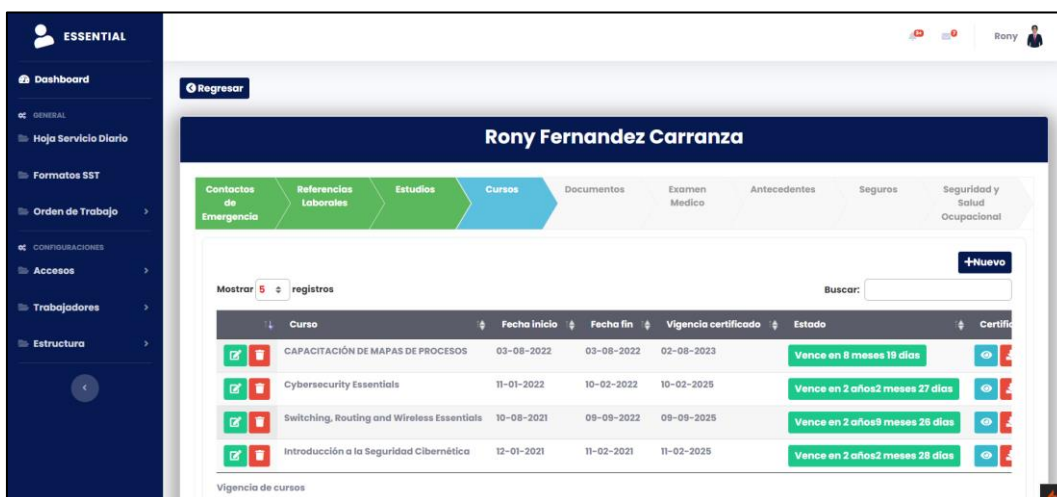 ESSENTIAL
Rony
Dashboard
Regresar
GENERAL
Hoja Servicio Diario
Formatos SST
Orden de Trabajo
CONFIGURACIONES
Accesos
Trabajadores
Estructura
Rony Fernandez Carranza
Contactos de Emergencia
Referencias Laborales
Estudios
Cursos
Documentos
Examen Medico
Antecedentes
Seguros
Seguridad y Salud Ocupacional
+Nuevo
Mostrar 5 registros
Buscar:
Curso Fecha inicio Fecha fin Vigencia certificado Estado Certific
CAPACITACIÓN DE MAPAS DE PROCESOS 03-08-2022 03-08-2022 02-08-2023 Vence en 8 meses 19 dias
Cybersecurity Essentials 11-01-2022 10-02-2022 10-02-2025 Vence en 2 años2 meses 27 dias
Switching, Routing and Wireless Essentials 10-08-2021 09-09-2022 09-09-2025 Vence en 2 años9 meses 26 dias
Introducción a la Seguridad Cibernética 12-01-2021 11-02-2021 11-02-2025 Vence en 2 años2 meses 28 dias
Vigencia de cursos